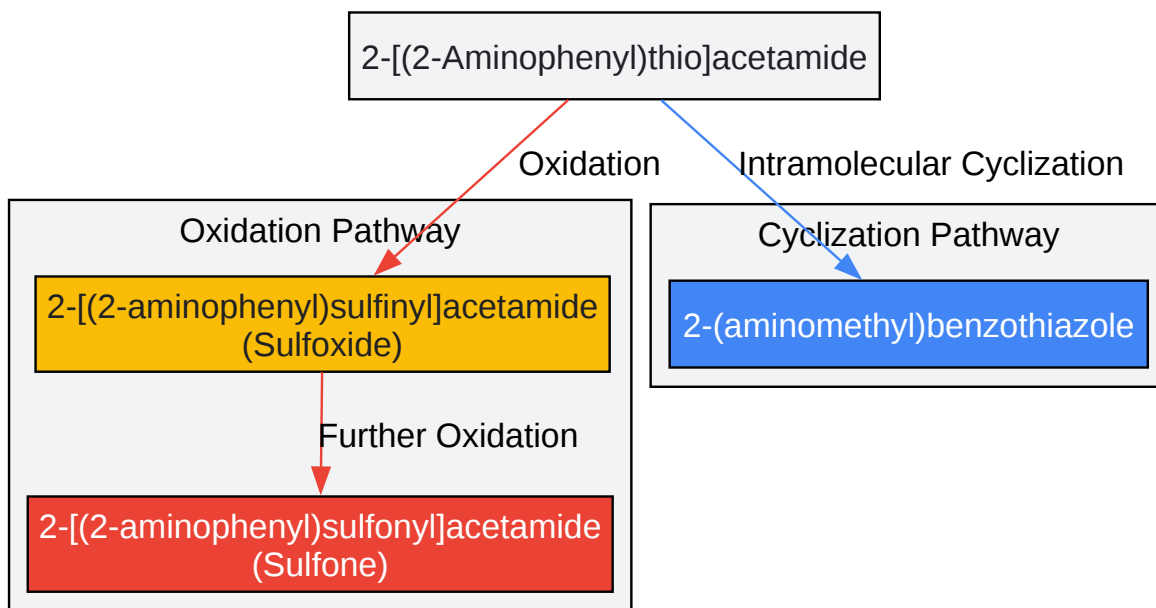 2-[(2-Aminophenyl)thio]acetamide
Oxidation
Intramolecular Cyclization
Oxidation Pathway
Cyclization Pathway
2-[(2-aminophenyl)sulfinyl]acetamide
(Sulfoxide)
2-(aminomethyl)benzothiazole
Further Oxidation
2-[(2-aminophenyl)sulfonyl]acetamide
(Sulfone)